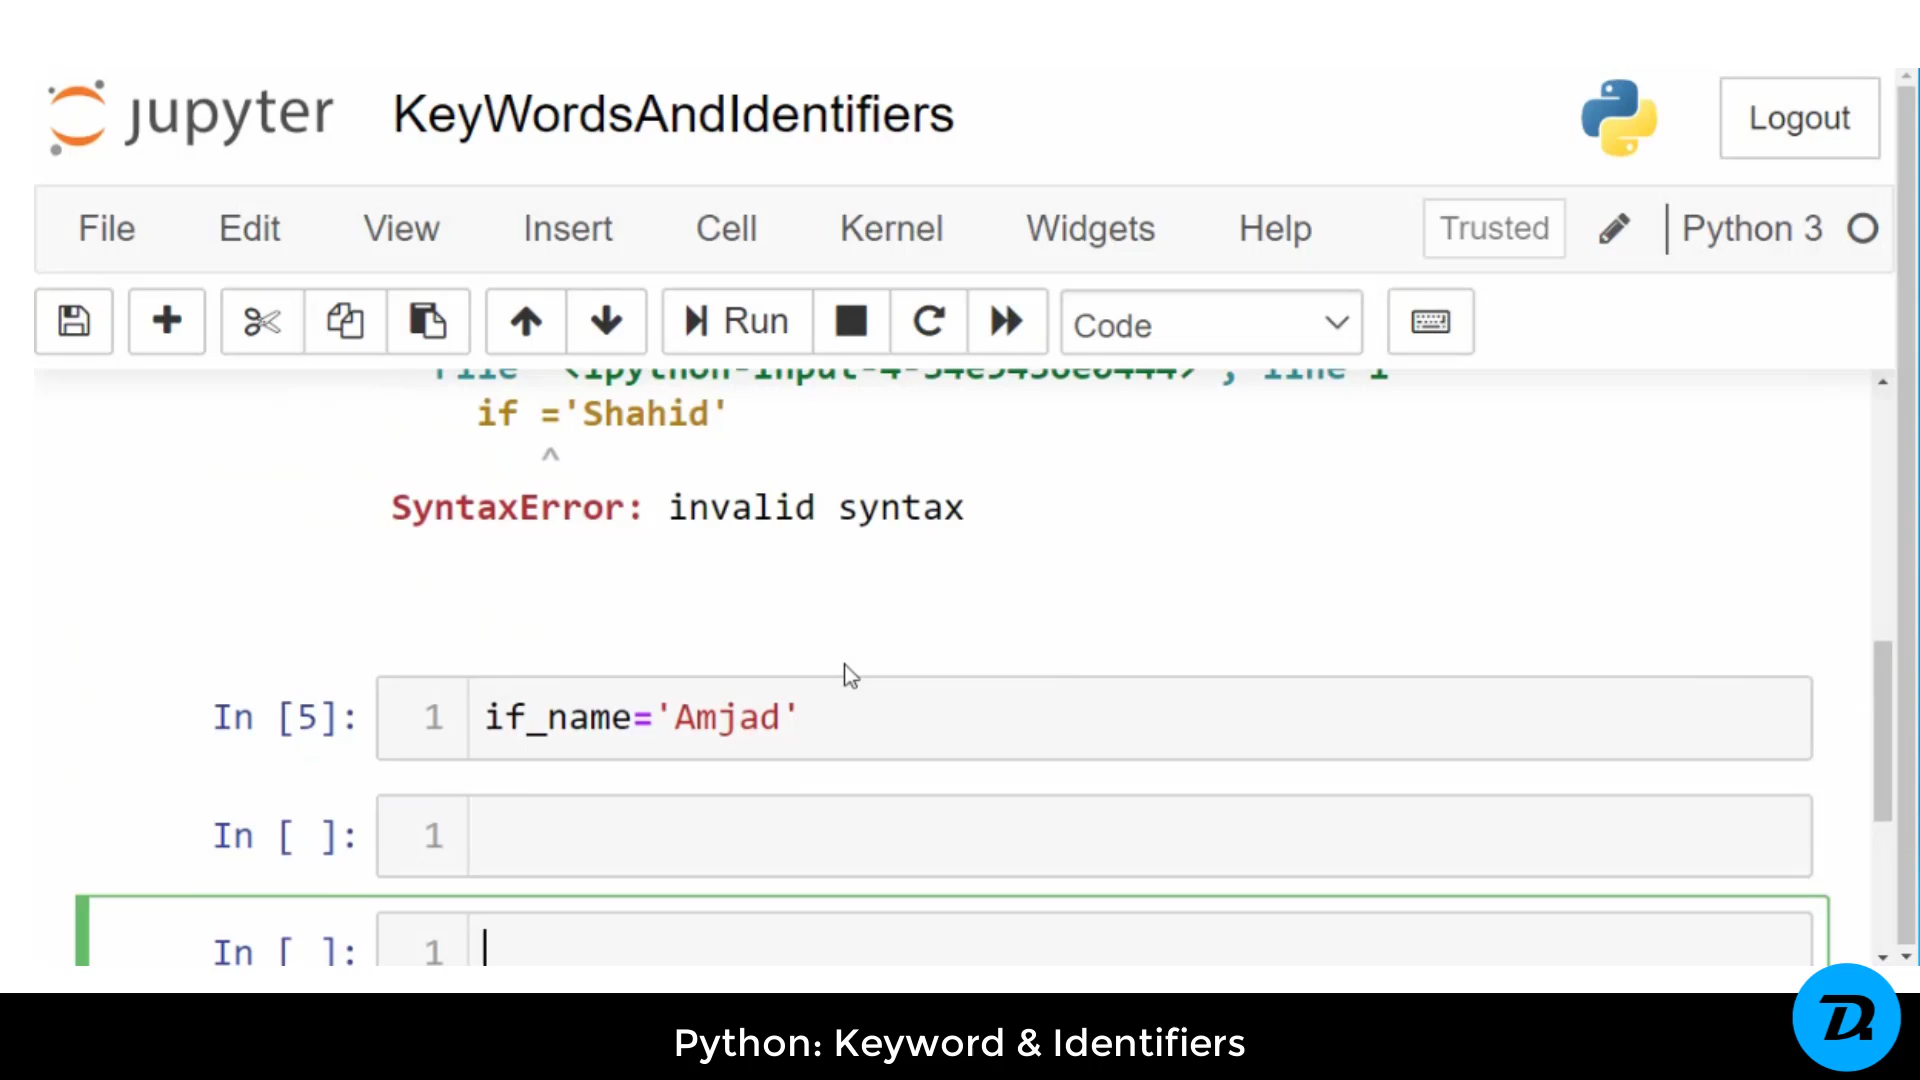 jupyter KeyWordsAndIdentifiers Logout
File Edit View Insert Cell Kernel Widgets Help Trusted Python 3
Run Code
if ='Shahid'
^
SyntaxError: invalid syntax
In [5]: 1 if_name='Amjad'
In [ ]: 1
In [ ]: 1
Python: Keyword & Identifiers